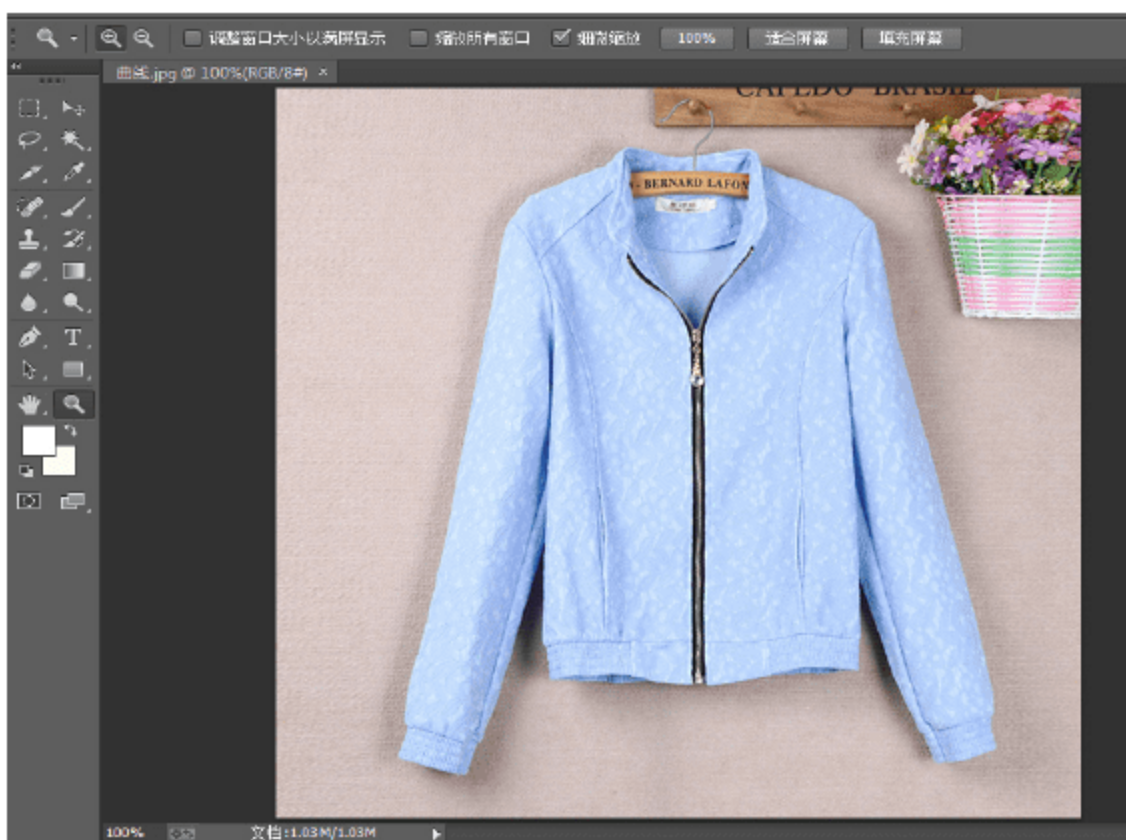 调整窗口大小以满屏显示 缩放所有窗口 细微缩放 100% 适合屏幕 填充屏幕
曲线.jpg @ 100%(RGB/8#) ×
CAFEDO BRASIL
- BERNARD LAFON
T
100% 文档:1.03M/1.03M